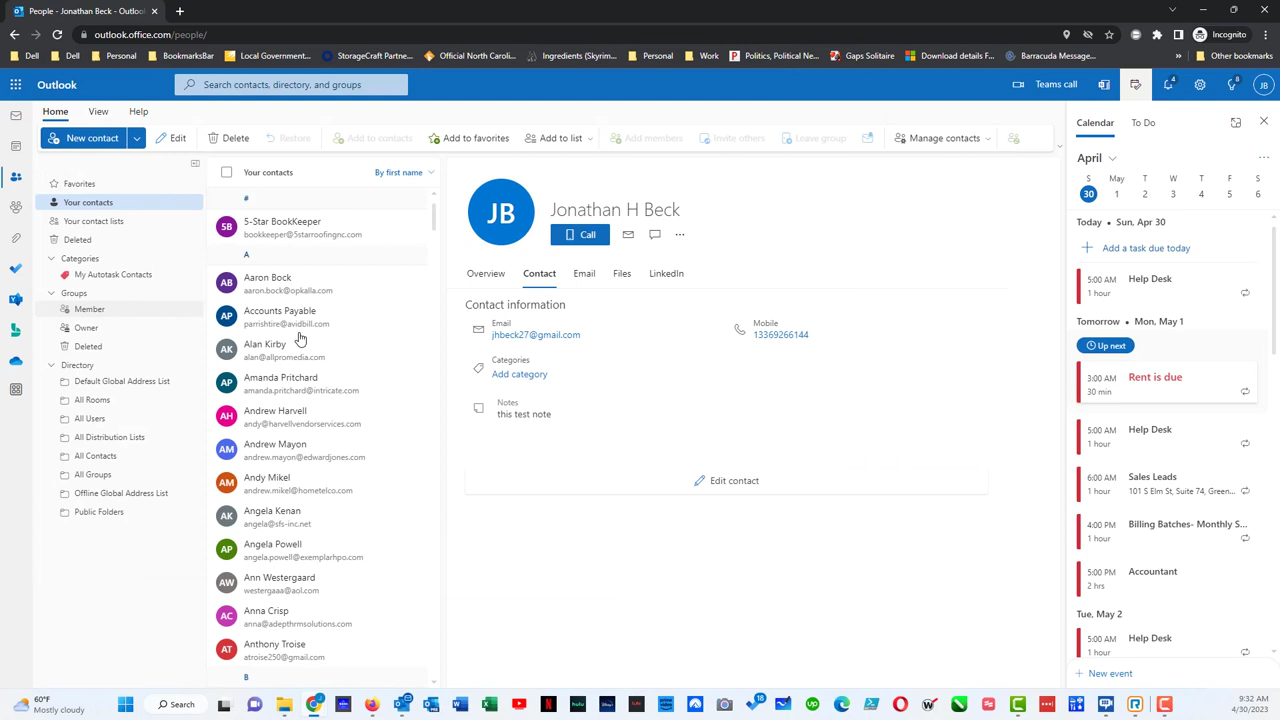 People - Outlook
outlook.office.com/people/
Incognito
Dell
Dell
BookmarksBar
Local Government...
StorageCraft Partne...
Official North Carol...
Ingredients (Skyrim...
Dell
Sports
Work
Politics, Political Ne...
Gaps Solitaire
Download details f...
Barracuda Message...
Outlook
Search contacts, directory, and groups
Teams call
4
8
JB
Home
View
Help
New contact
Edit
Delete
Restore
Add to contacts
Add to favorites
Add to list
Add members
Invite others
Leave group
Manage contacts
Favorites
Your contacts
Your contact lists
Deleted
Categories
My Autotask Contacts
Groups
Member
Owner
Deleted
Directory
Default Global Address List
All Rooms
All Users
All Distribution Lists
All Contacts
All Groups
Offline Global Address List
Public Folders
Your contacts
By first name
#
5B
5-Star BookKeeper
bookkeeper@5starroofingnc.com
A
AB
Aaron Bock
aaron.bock@opkalla.com
AP
Accounts Payable
parrishtire@avidbill.com
AK
Alan Kirby
alan@allpromedia.com
AP
Amanda Pritchard
amanda.pritchard@intricate.com
AH
Andrew Harvell
andy@harvellvendorservices.com
AM
Andrew Mayon
andrew.mayon@edwardjones.com
AM
Andy Mikel
andrew.mikel@hometelco.com
AK
Angela Kenan
angela@sfs-inc.net
AP
Angela Powell
angela.powell@exemplarhpo.com
AW
Ann Westergaard
westergaaa@aol.com
AC
Anna Crisp
anna@adepthrmsolutions.com
AT
Anthony Troise
atroise250@gmail.com
B
JB
Jonathan H Beck
Call
Overview
Contact
Email
Files
LinkedIn
Contact information
Email
jhbeck27@gmail.com
Mobile
13369266144
Categories
Add category
Notes
this test note
Edit contact
Calendar
To Do
April
S May T W T F S
30 1 2 3 4 5 6
Today • Sun, Apr 30
Add a task due today
5:00 AM Help Desk
1 hour
Tomorrow • Mon, May 1
Up next
3:00 AM Rent is due
30 min
5:00 AM Help Desk
1 hour
6:00 AM Sales Leads
1 hour 101 S Elm St, Suite 74, Green...
4:00 PM Billing Batches- Monthly S...
1 hour
5:00 PM Accountant
2 hrs
Tue, May 2
5:00 AM Help Desk
1 hour
New event
60°F
Mostly cloudy
Search
18
9:32 AM
4/30/2023